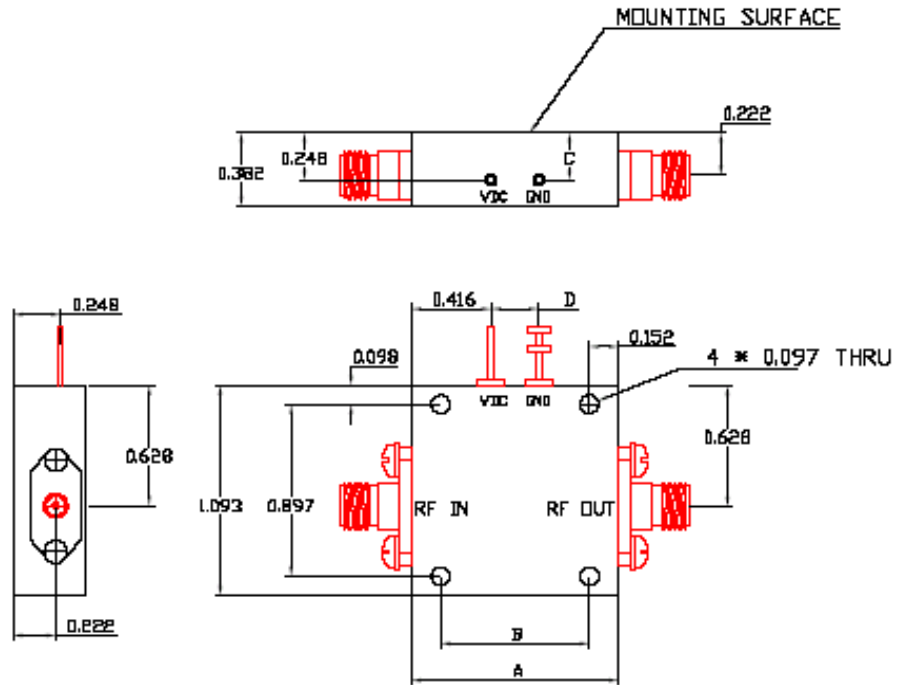 MOUNTING SURFACE
0.222
0.248
C
0.382
VDC GND
0.248
0.416
D
0.152
0.098
4 * 0.097 THRU
VDC GND
0.628
0.628
1.093
0.897
RF IN
RF OUT
0.222
B
A